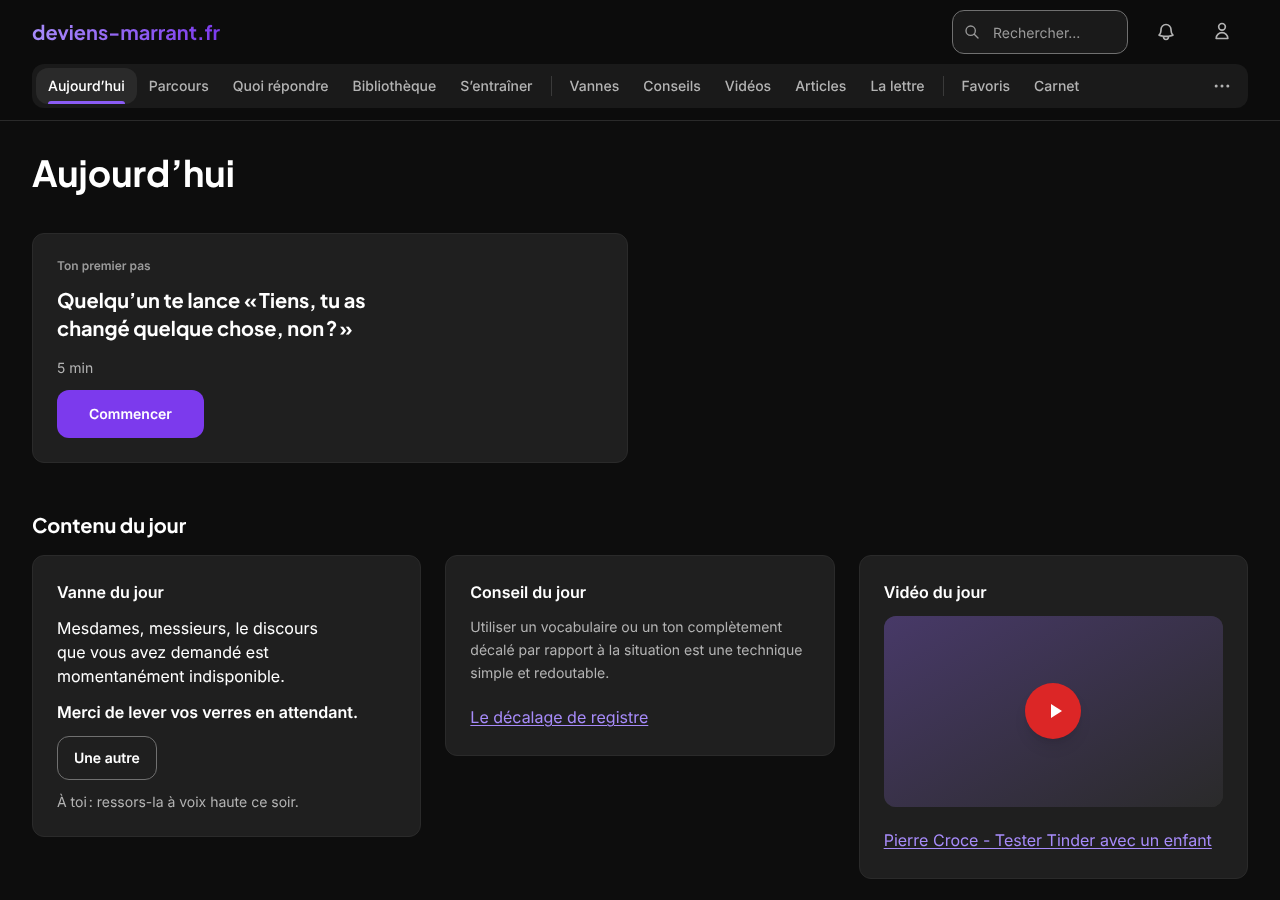 deviens-marrant.fr
Rechercher...
Aujourd’hui
Parcours
Quoi répondre
Bibliothèque
S’entraîner
Vannes
Conseils
Vidéos
Articles
La lettre
Favoris
Carnet
Aujourd’hui
Ton premier pas
Quelqu’un te lance « Tiens, tu as
changé quelque chose, non ? »
5 min
Commencer
Contenu du jour
Vanne du jour
Mesdames, messieurs, le discours
que vous avez demandé est
momentanément indisponible.
Merci de lever vos verres en attendant.
Une autre
À toi : ressors-la à voix haute ce soir.
Conseil du jour
Utiliser un vocabulaire ou un ton complètement
décalé par rapport à la situation est une technique
simple et redoutable.
Le décalage de registre
Vidéo du jour
Pierre Croce - Tester Tinder avec un enfant